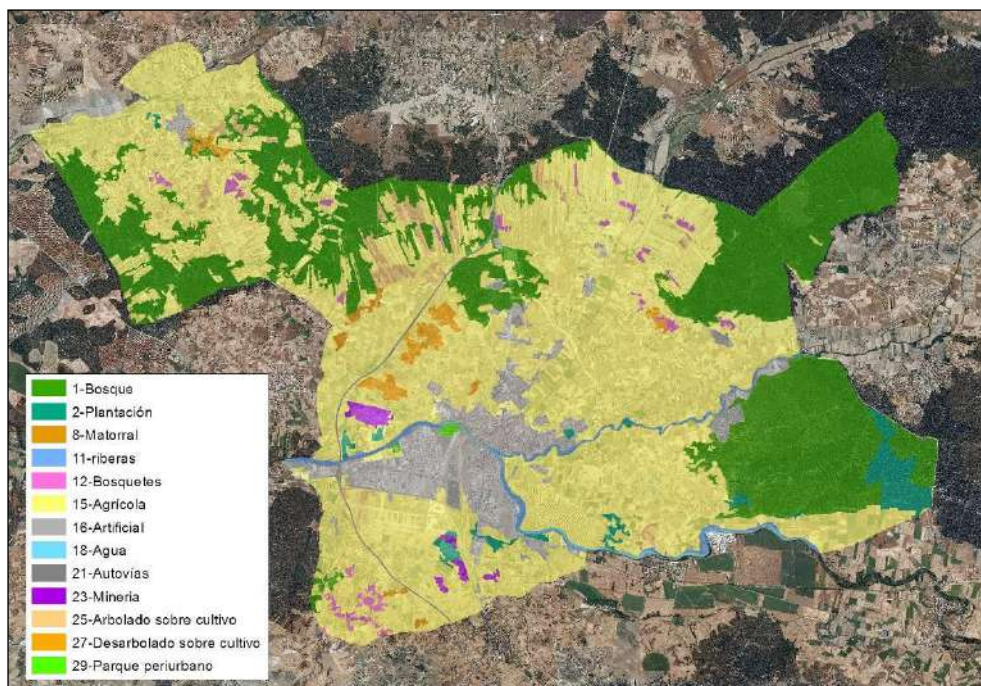 1-Bosque
2-Plantación
8-Matorral
11-riberas
12-Bosquetes
15-Agrícola
16-Artificial
18-Agua
21-Autovías
23-Mineria
25-Arbolado sobre cultivo
27-Desarbolado sobre cultivo
29-Parque periurbano